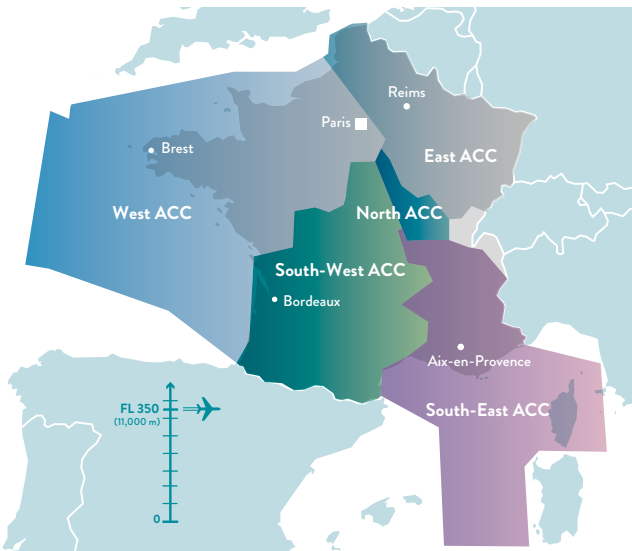 Reims
Paris
East ACC
Brest
West ACC
North ACC
South-West ACC
Bordeaux
Aix-en-Provence
South-East ACC
FL 350
(11,000 m)
0